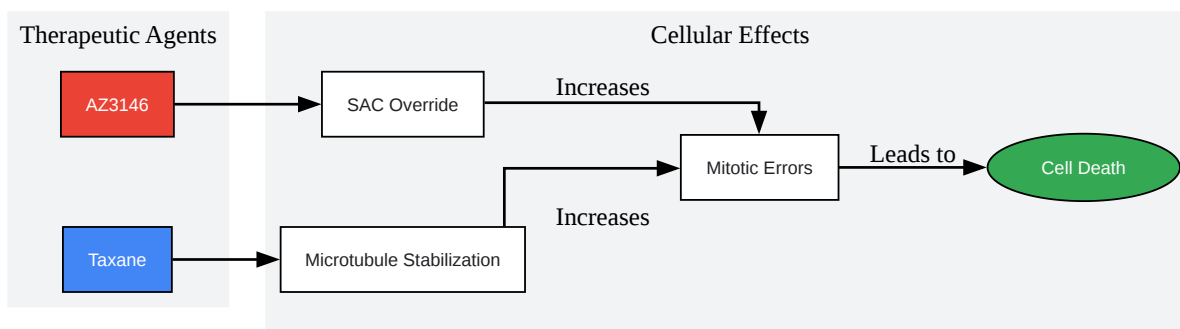 Therapeutic Agents
Cellular Effects
AZ3146
SAC Override
Increases
Mitotic Errors
Leads to
Cell Death
Increases
Taxane
Microtubule Stabilization